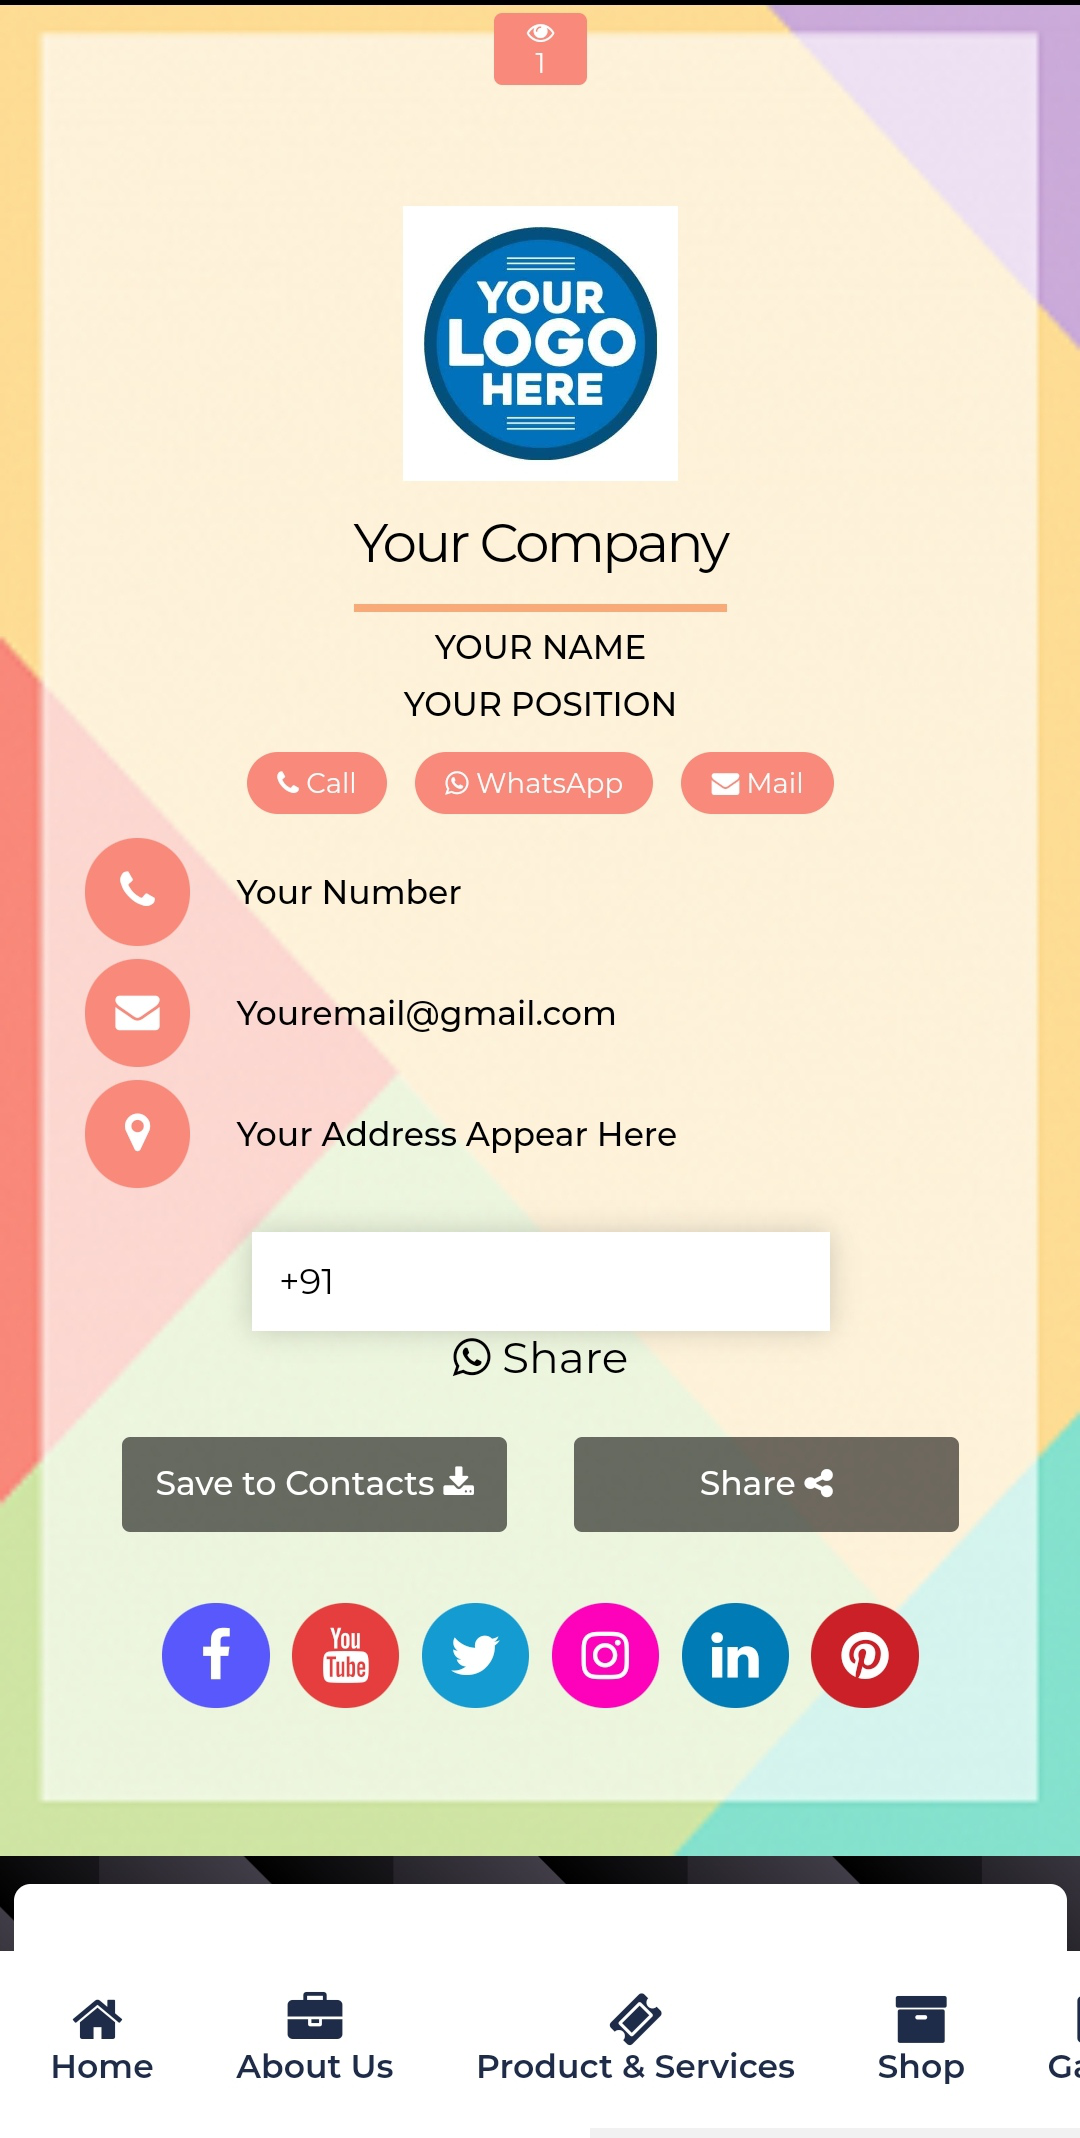 1
YOUR
LOGO
HERE
Your Company
YOUR NAME
YOUR POSITION
Call WhatsApp Mail
Your Number
Youremail@gmail.com
Your Address Appear Here
+91
Share
Save to Contacts Share
You
Tube
in
Home About Us Product & Services Shop